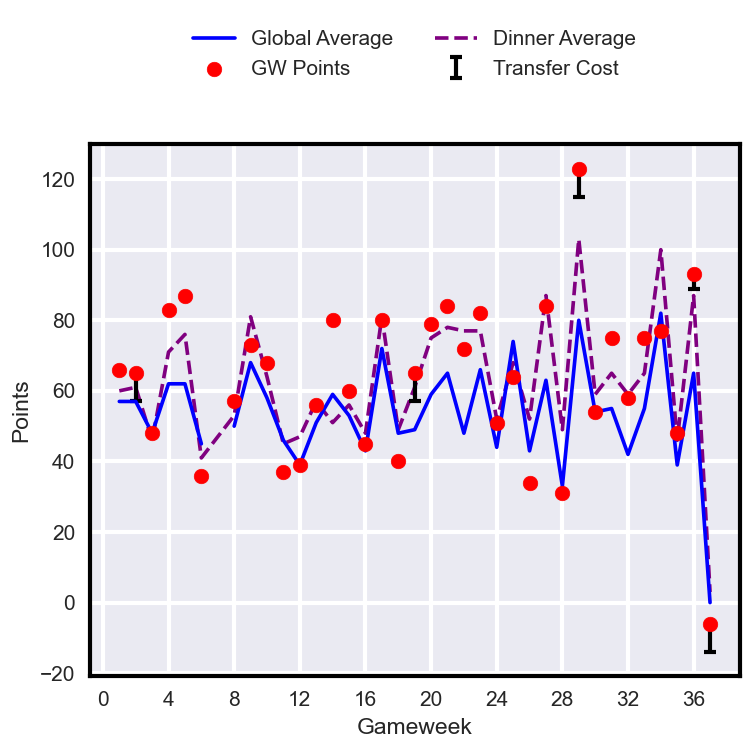 Global Average
Dinner Average
GW Points
Transfer Cost
120
100
80
60
40
20
0
−20
Points
0 4 8 12 16 20 24 28 32 36
Gameweek